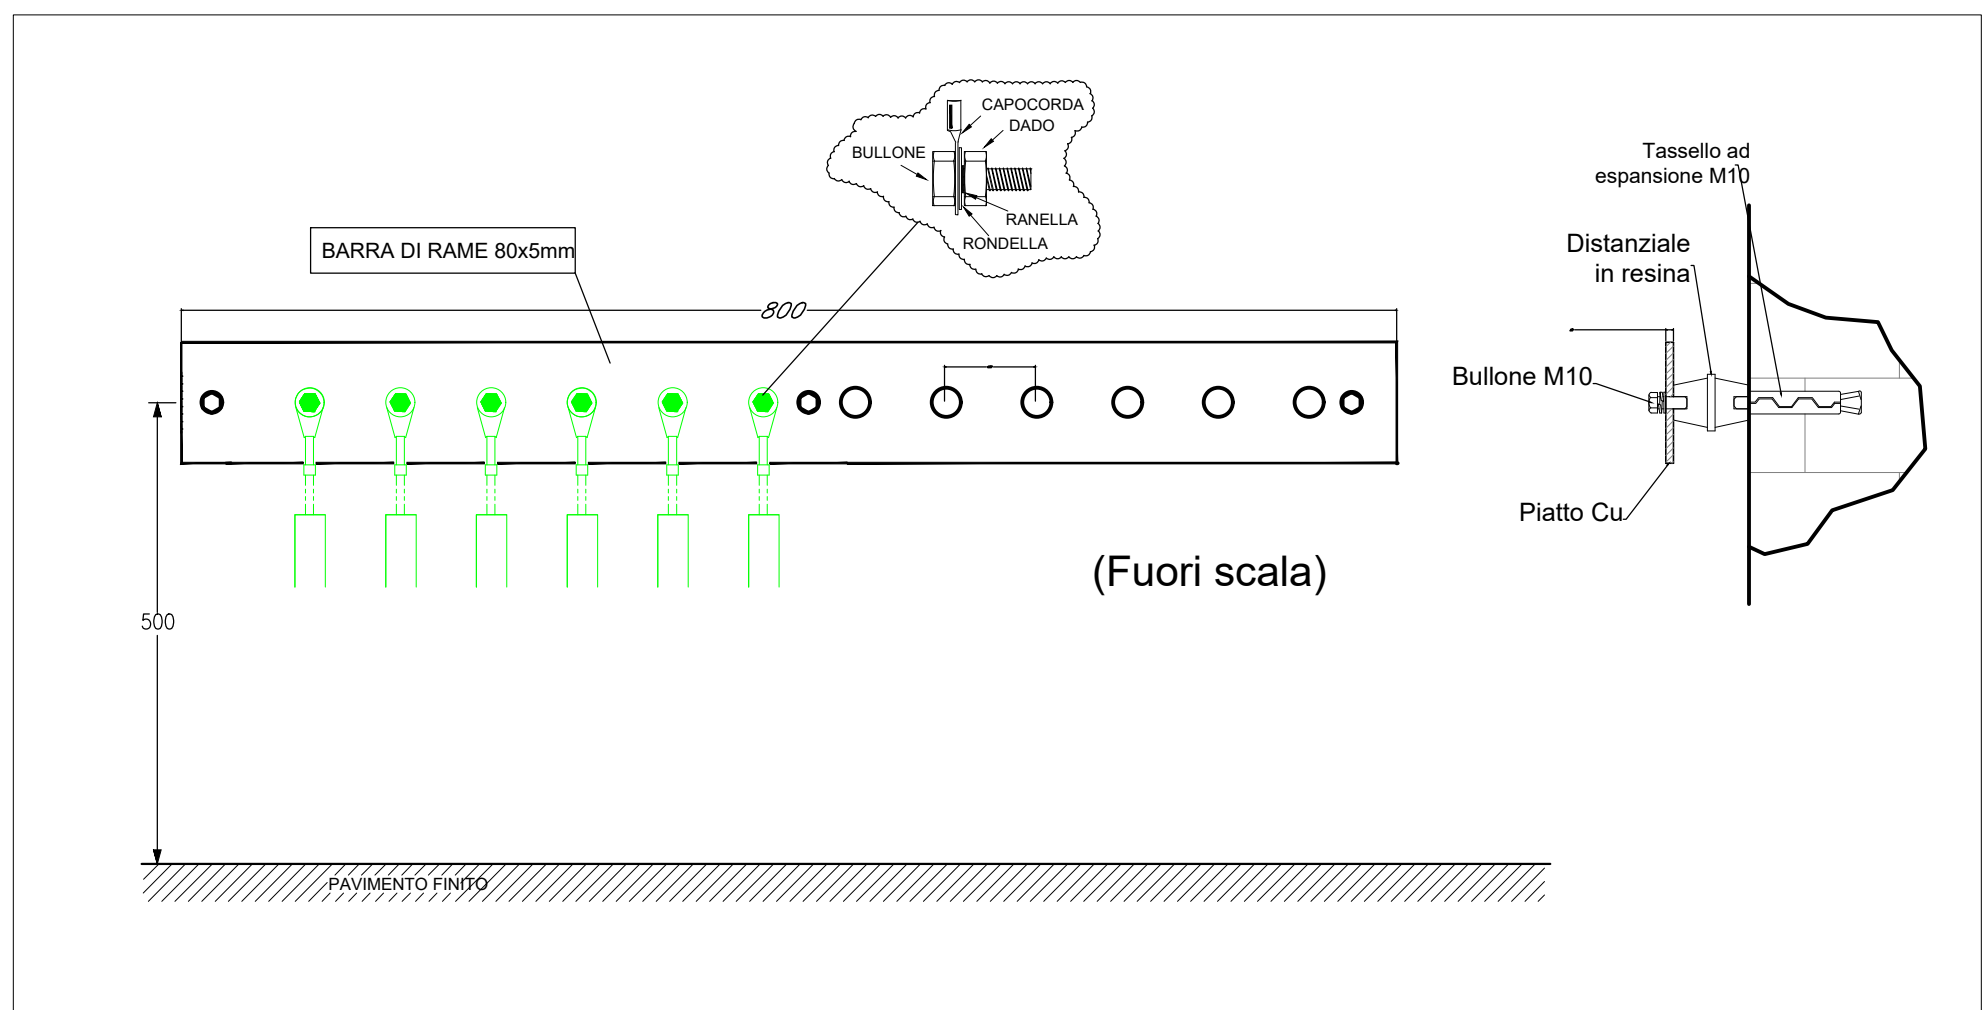 CAPOCORDA
DADO
BULLONE
RANELLA
RONDELLA
BARRA DI RAME 80x5mm
800
Tassello ad
espansione M10
Distanziale
in resina
Bullone M10
Piatto Cu
(Fuori scala)
500
PAVIMENTO FINITO